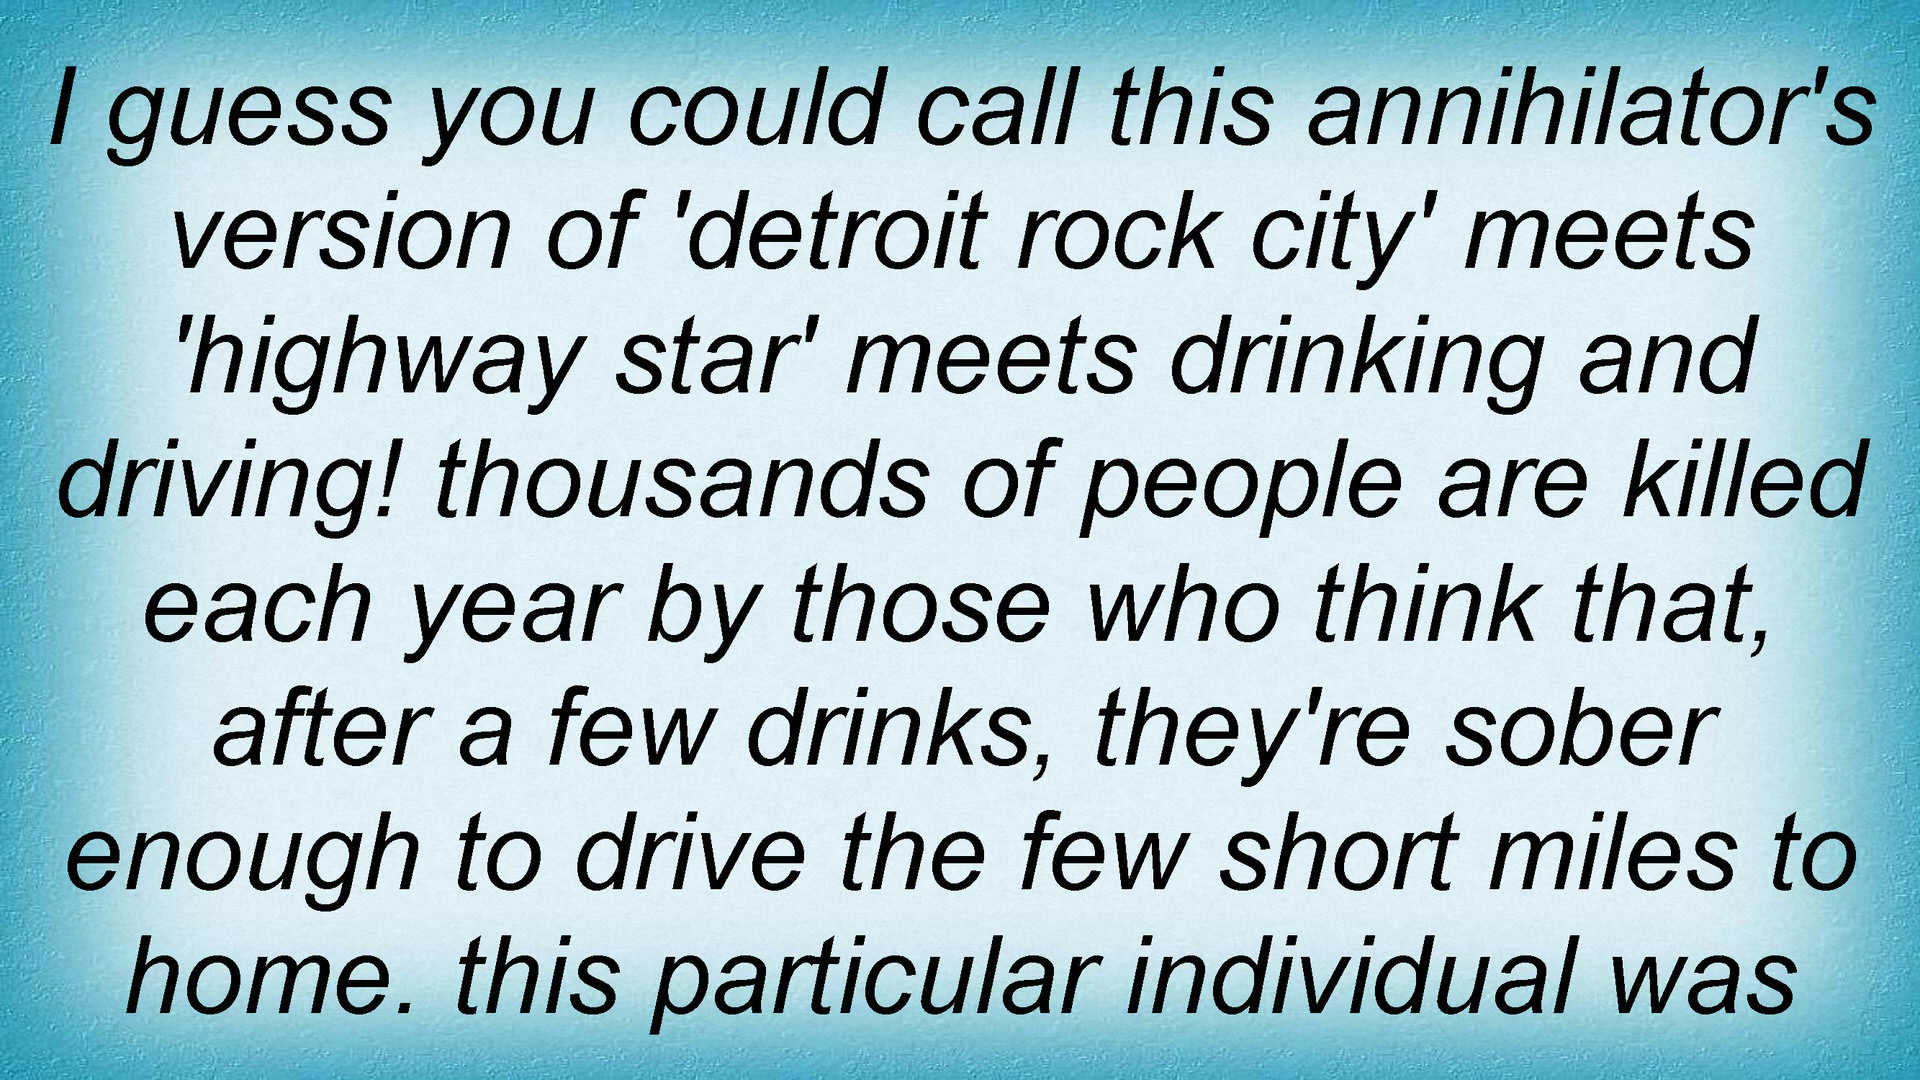 I guess you could call this annihilator's
version of 'detroit rock city' meets
'highway star' meets drinking and
driving! thousands of people are killed
each year by those who think that,
after a few drinks, they're sober
enough to drive the few short miles to
home. this particular individual was